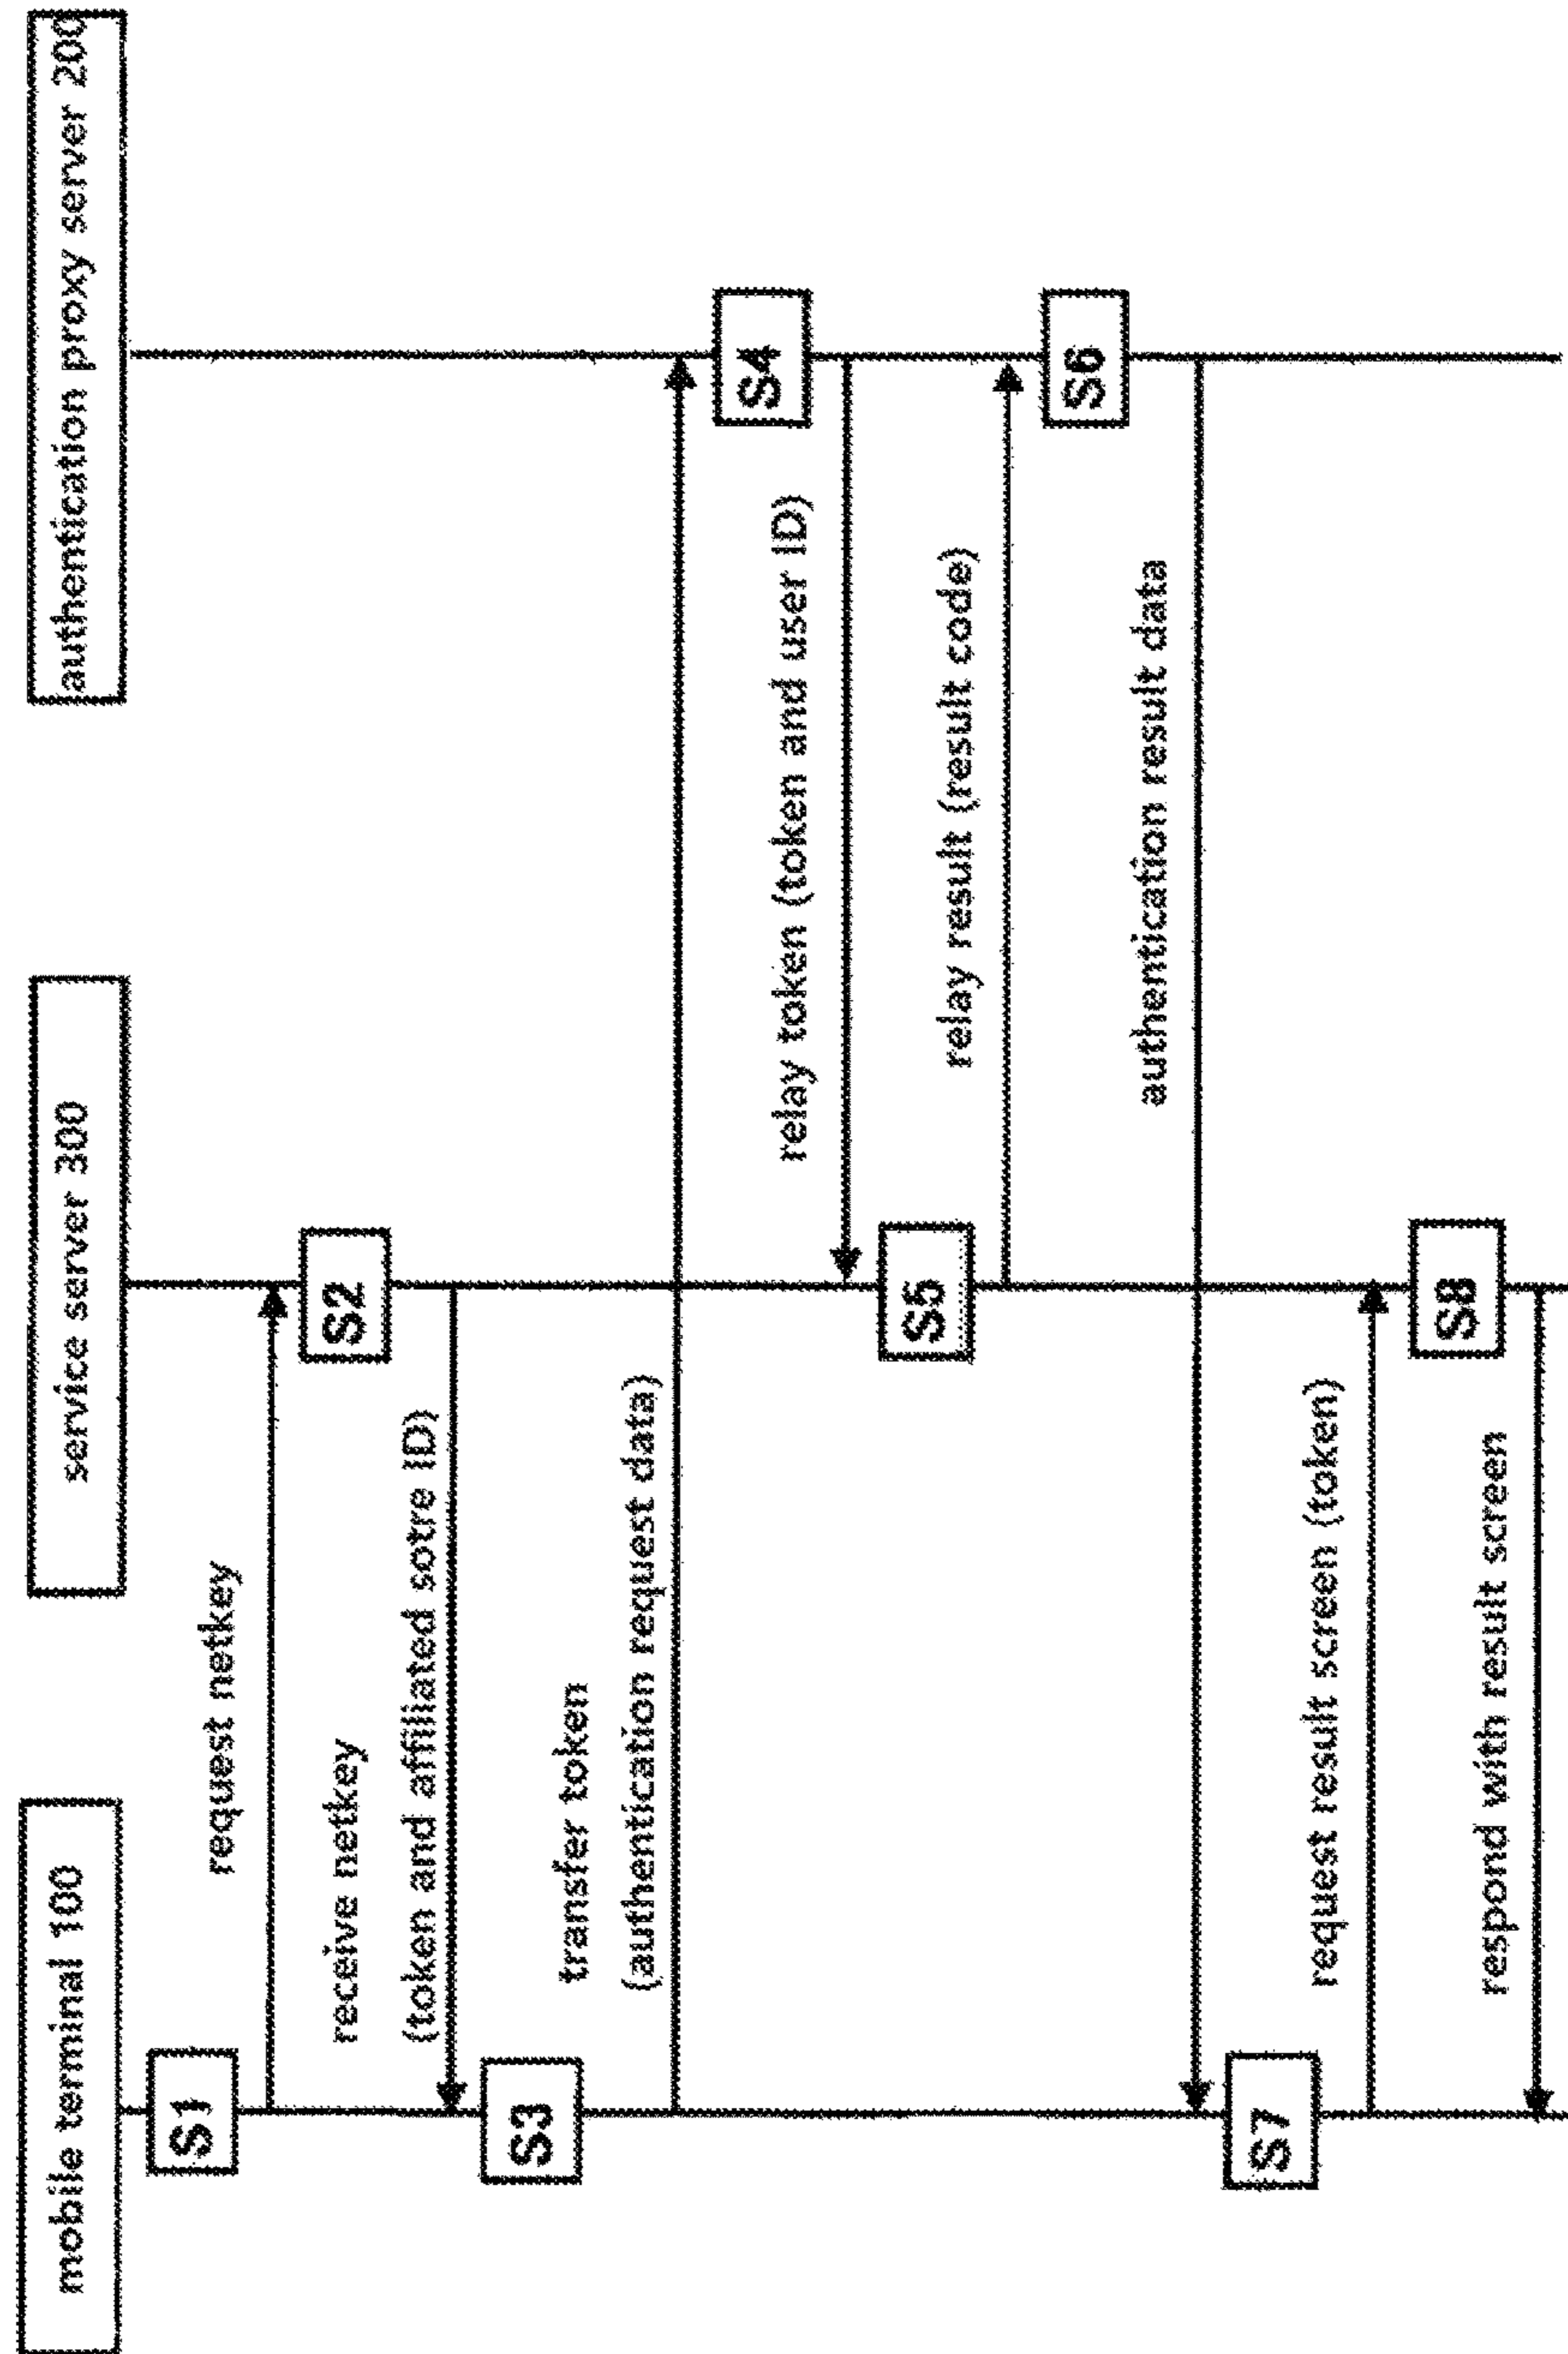 mobile terminal 100
service server 300
authentication proxy server 200
S1
request netkey
S2
receive netkey
(token and affiliated sotre ID)
S3
transfer token
(authentication request data)
S4
relay token (token and user ID)
S5
relay result (result code)
S6
authentication result data
S7
request result screen (token)
S8
respond with result screen